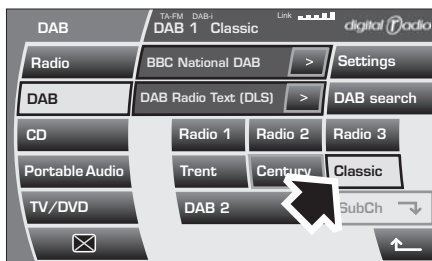 DAB
TA-FM DAB-i
DAB 1 Classic
Link
digital radio
Radio
BBC National DAB >
Settings
DAB
DAB Radio Text (DLS) >
DAB search
CD
Radio 1
Radio 2
Radio 3
Portable Audio
Trent
Century
Classic
TV/DVD
DAB 2
SubCh